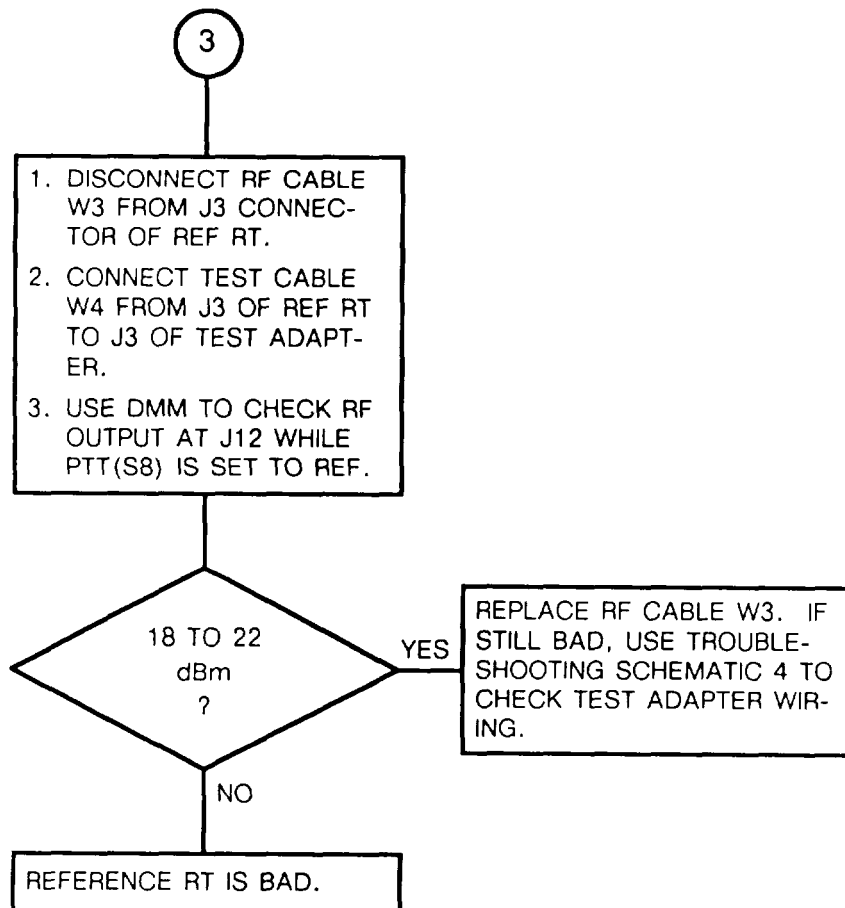 3
1. DISCONNECT RF CABLE
W3 FROM J3 CONNEC-
TOR OF REF RT.
2. CONNECT TEST CABLE
W4 FROM J3 OF REF RT
TO J3 OF TEST ADAPT-
ER.
3. USE DMM TO CHECK RF
OUTPUT AT J12 WHILE
PTT(S8) IS SET TO REF.
18 TO 22
dBm
?
YES
REPLACE RF CABLE W3. IF
STILL BAD, USE TROUBLE-
SHOOTING SCHEMATIC 4 TO
CHECK TEST ADAPTER WIR-
ING.
NO
REFERENCE RT IS BAD.